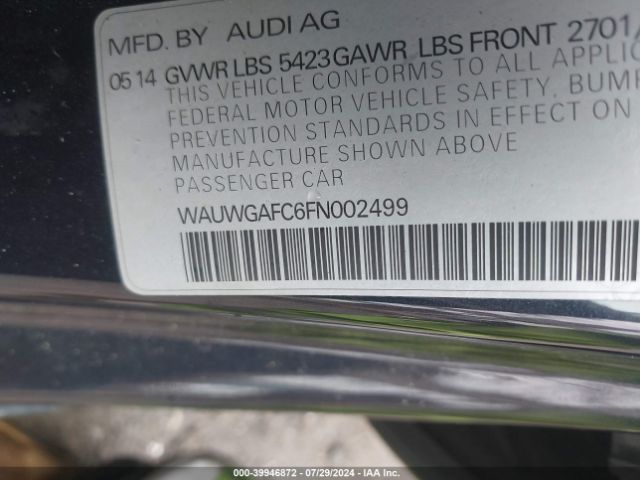 MFD. BY AUDI AG
05 14 GVWR LBS 5423 GAWR LBS FRONT 2701
THIS VEHICLE CONFORMS TO ALL
FEDERAL MOTOR VEHICLE SAFETY,
PREVENTION STANDARDS IN EFFECT ON
MANUFACTURE SHOWN ABOVE
PASSENGER CAR
WAUWGAFC6FN002499
000-39946872 / 07/29/2024 - IAA Inc.